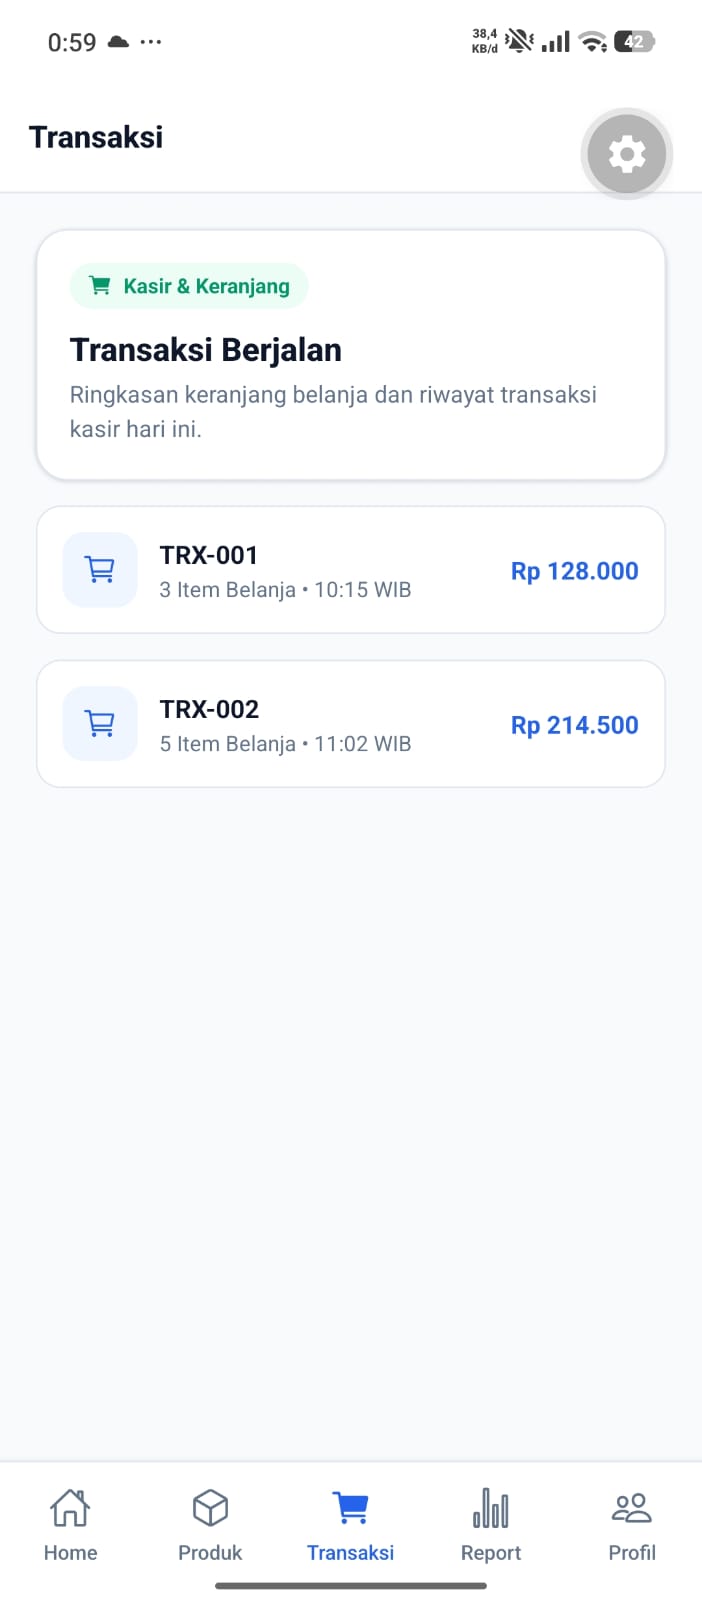 0:59
38,4
KB/d
42
Transaksi
Kasir & Keranjang
Transaksi Berjalan
Ringkasan keranjang belanja dan riwayat transaksi
kasir hari ini.
TRX-001
3 Item Belanja • 10:15 WIB
Rp 128.000
TRX-002
5 Item Belanja • 11:02 WIB
Rp 214.500
Home
Produk
Transaksi
Report
Profil